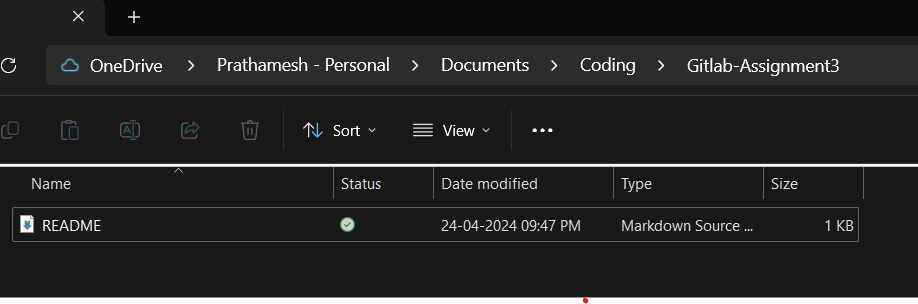 OneDrive > Prathamesh - Personal > Documents > Coding > Gitlab-Assignment3
Sort View
Name Status Date modified Type Size
README 24-04-2024 09:47 PM Markdown Source ... 1 KB